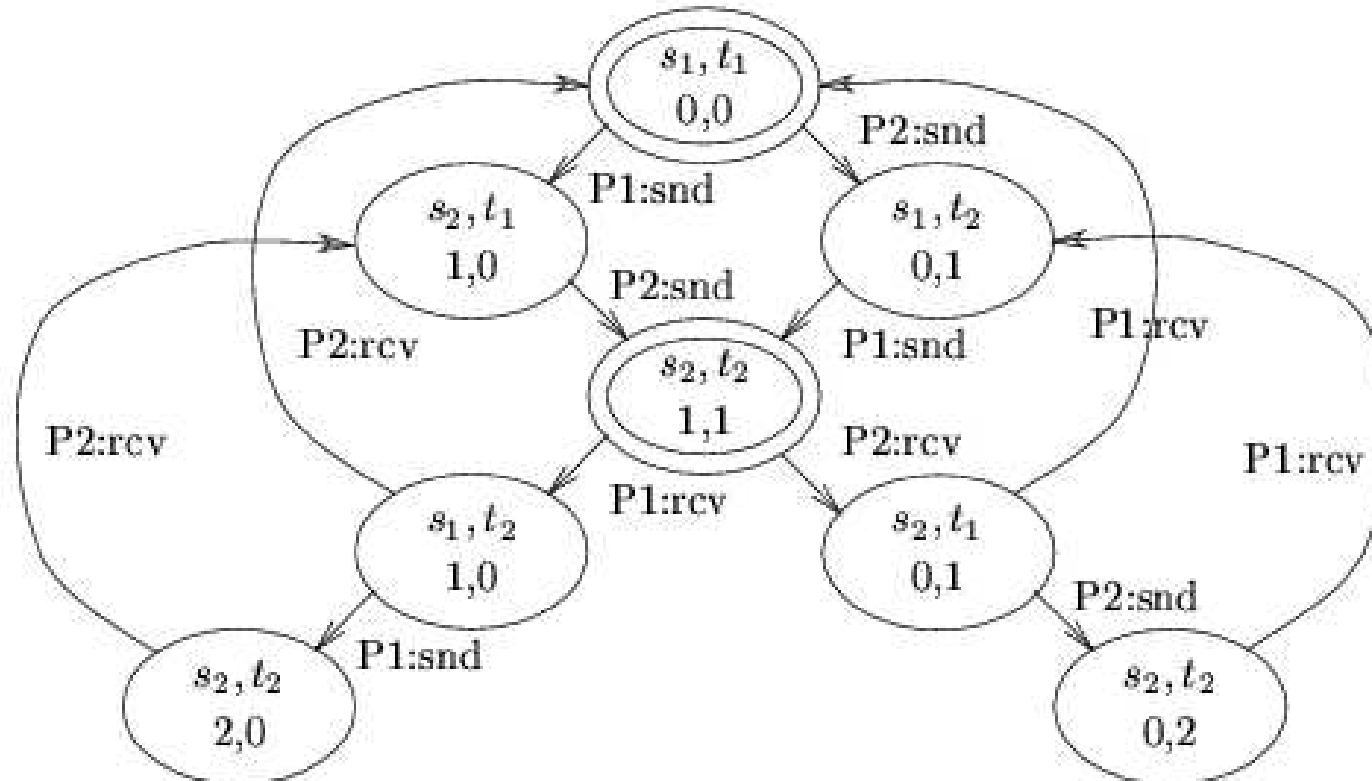 s₁, t₁
0,0
P2:snd
P1:snd
s₂, t₁
1,0
s₁, t₂
0,1
P2:snd
P2:rcv
P1:snd
P1:rcv
s₂, t₂
1,1
P2:rcv
P2:rcv
P1:rcv
P1:rcv
s₁, t₂
1,0
s₂, t₁
0,1
P2:snd
P1:snd
s₂, t₂
2,0
s₂, t₂
0,2